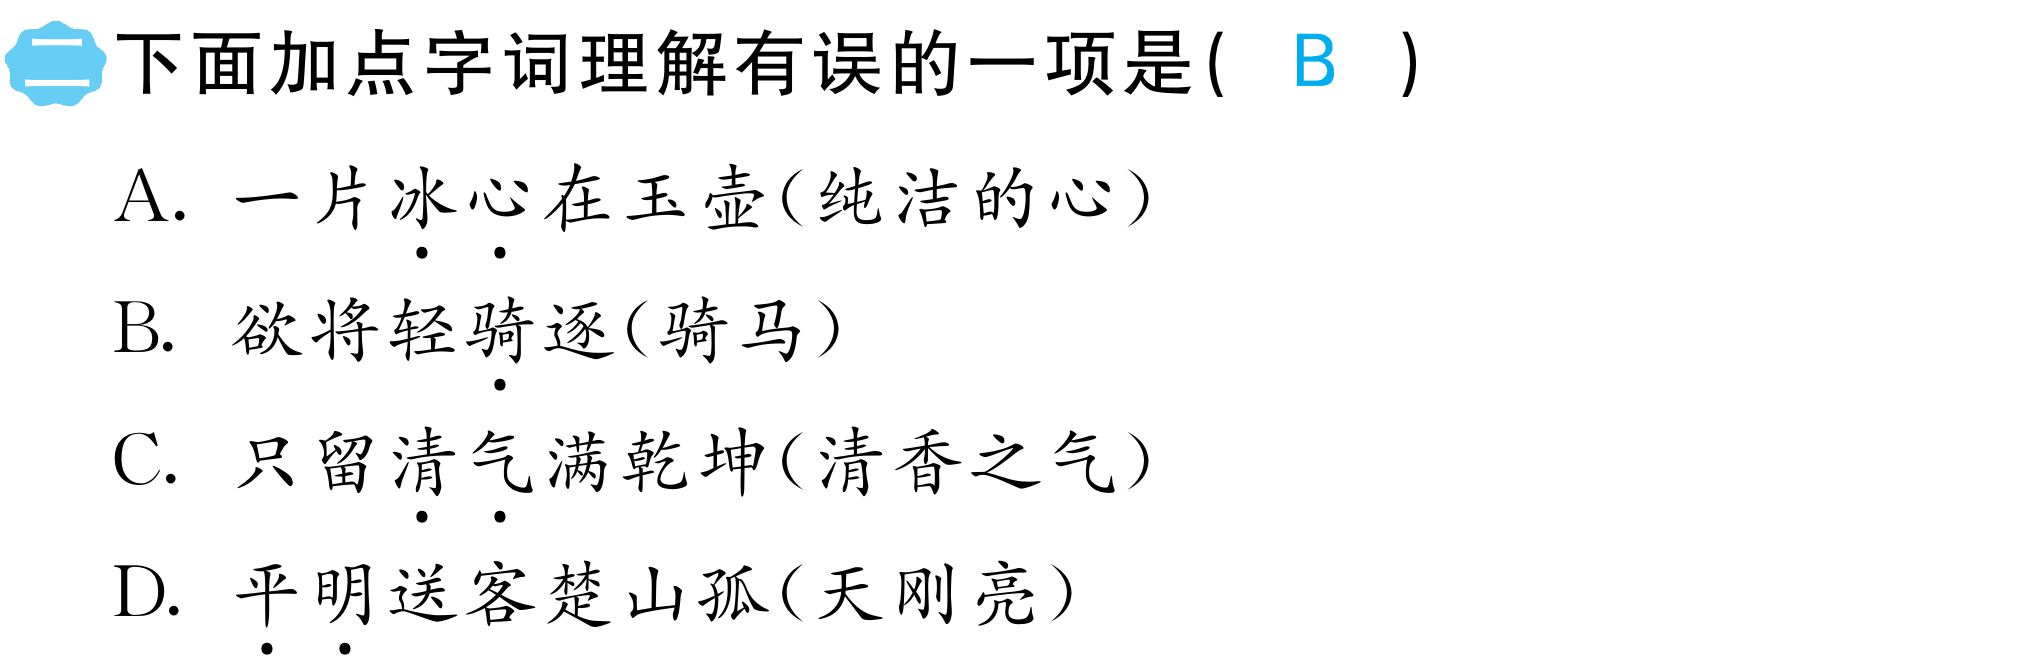 二 下面加点字词理解有误的一项是( B )
A. 一片冰心在玉壶(纯洁的心)
B. 欲将轻骑逐(骑马)
C. 只留清气满乾坤(清香之气)
D. 平明送客楚山孤(天刚亮)